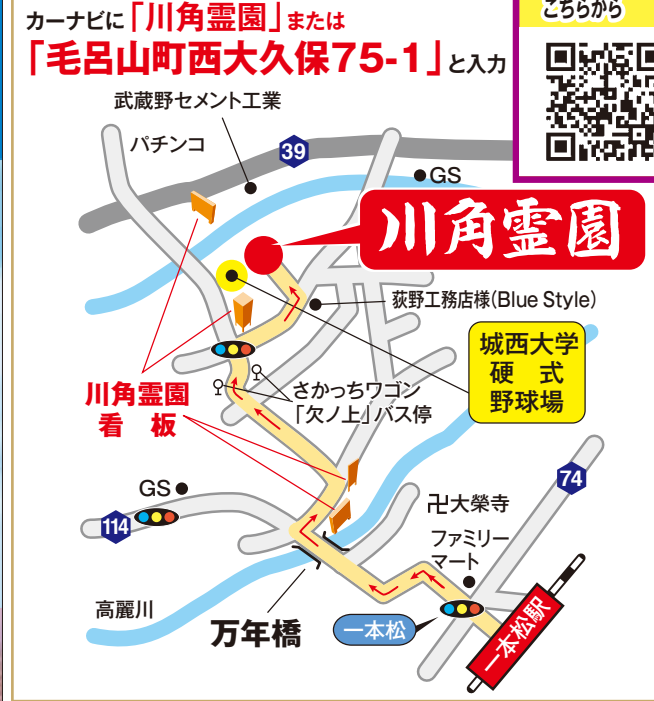 こちらから
カーナビに「川角霊園」または
「毛呂山町西大久保75-1」と入力
武蔵野セメント工業
パチンコ
39
GS
川角霊園
荻野工務店様(Blue Style)
城西大学
硬式
野球場
川角霊園
看板
さかっちワゴン
「欠ノ上」バス停
GS
114
74
卍大榮寺
ファミリー
マート
高麗川
万年橋
一本松
一本松駅